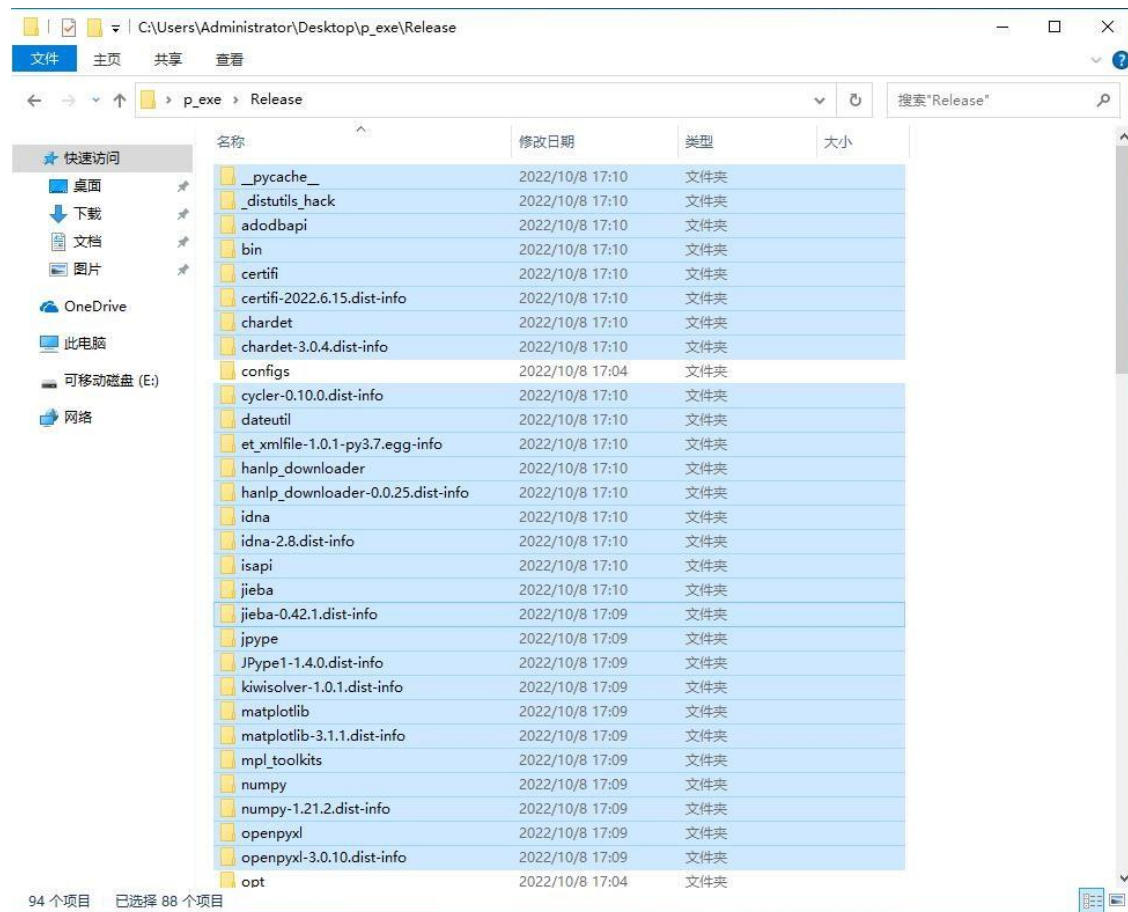 C:\Users\Administrator\Desktop\p_exe\Release
文件 主页 共享 查看
p_exe Release 搜索"Release"
名称 修改日期 类型 大小
快速访问
桌面
下载
文档
图片
OneDrive
此电脑
可移动磁盘 (E:)
网络
__pycache__ 2022/10/8 17:10 文件夹
_distutils_hack 2022/10/8 17:10 文件夹
adodbapi 2022/10/8 17:10 文件夹
bin 2022/10/8 17:10 文件夹
certifi 2022/10/8 17:10 文件夹
certifi-2022.6.15.dist-info 2022/10/8 17:10 文件夹
chardet 2022/10/8 17:10 文件夹
chardet-3.0.4.dist-info 2022/10/8 17:10 文件夹
configs 2022/10/8 17:04 文件夹
cycler-0.10.0.dist-info 2022/10/8 17:10 文件夹
dateutil 2022/10/8 17:10 文件夹
et_xmlfile-1.0.1-py3.7.egg-info 2022/10/8 17:10 文件夹
hanlp_downloader 2022/10/8 17:10 文件夹
hanlp_downloader-0.0.25.dist-info 2022/10/8 17:10 文件夹
idna 2022/10/8 17:10 文件夹
idna-2.8.dist-info 2022/10/8 17:10 文件夹
isapi 2022/10/8 17:10 文件夹
jieba 2022/10/8 17:10 文件夹
jieba-0.42.1.dist-info 2022/10/8 17:09 文件夹
jpype 2022/10/8 17:09 文件夹
JPype1-1.4.0.dist-info 2022/10/8 17:09 文件夹
kiwisolver-1.0.1.dist-info 2022/10/8 17:09 文件夹
matplotlib 2022/10/8 17:09 文件夹
matplotlib-3.1.1.dist-info 2022/10/8 17:09 文件夹
mpl_toolkits 2022/10/8 17:09 文件夹
numpy 2022/10/8 17:09 文件夹
numpy-1.21.2.dist-info 2022/10/8 17:09 文件夹
openpyxl 2022/10/8 17:09 文件夹
openpyxl-3.0.10.dist-info 2022/10/8 17:09 文件夹
opt 2022/10/8 17:04 文件夹
94 个项目 已选择 88 个项目